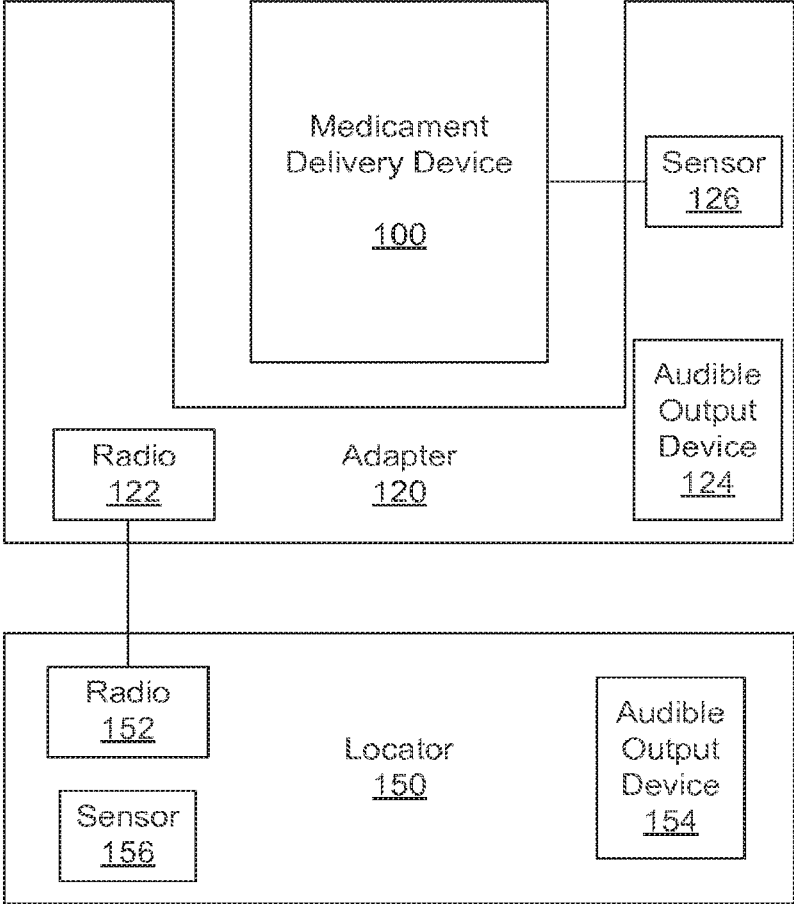 Medicament
Delivery Device
100
Sensor
126
Audible
Output
Device
124
Radio
122
Adapter
120
Radio
152
Locator
150
Audible
Output
Device
154
Sensor
156